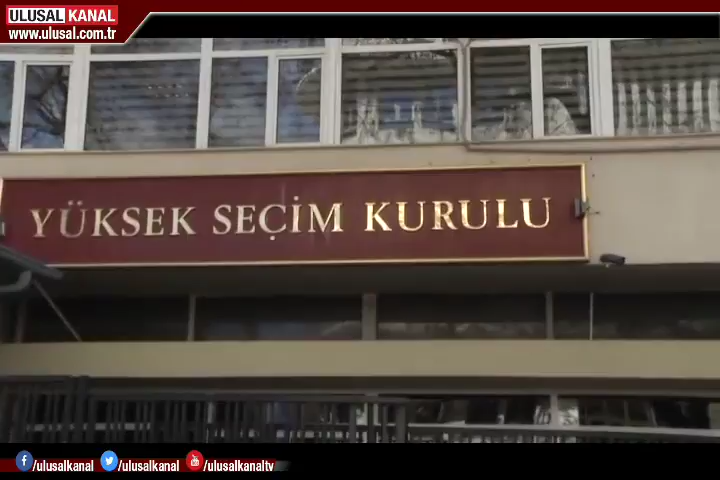 ULUSAL KANAL
www.ulusal.com.tr
YÜKSEK SEÇİM KURULU
/ulusalkanal
/ulusalkanal
/ulusalkanaltv